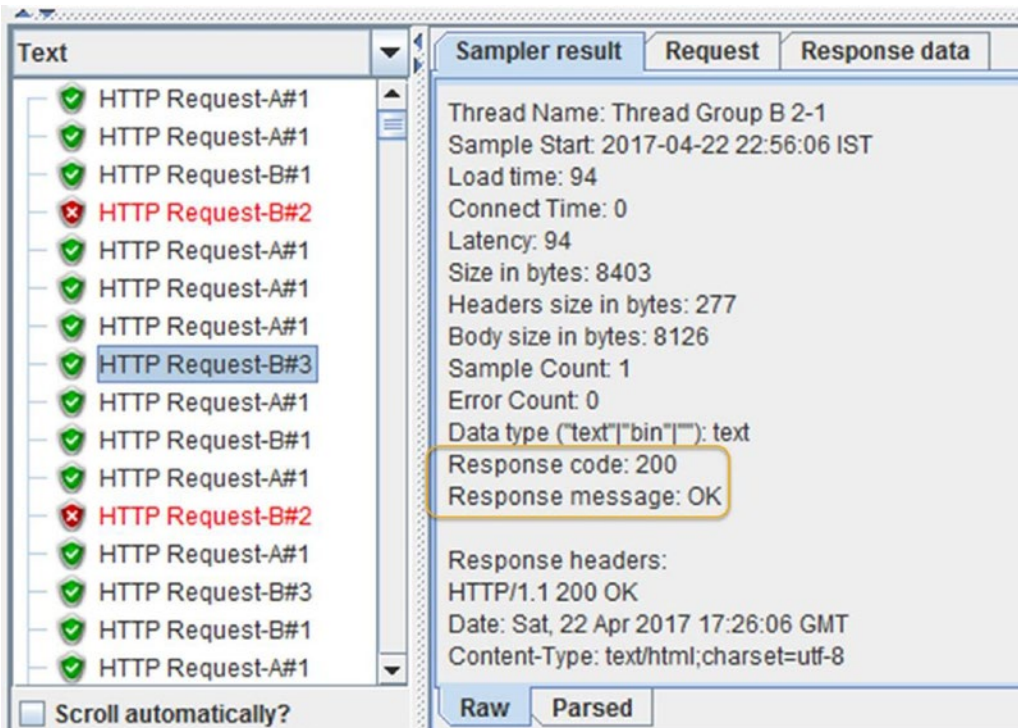 Text
HTTP Request-A#1
HTTP Request-A#1
HTTP Request-B#1
HTTP Request-B#2
HTTP Request-A#1
HTTP Request-A#1
HTTP Request-A#1
HTTP Request-B#3
HTTP Request-A#1
HTTP Request-B#1
HTTP Request-A#1
HTTP Request-B#2
HTTP Request-A#1
HTTP Request-B#3
HTTP Request-B#1
HTTP Request-A#1
Scroll automatically?
Sampler result Request Response data
Thread Name: Thread Group B 2-1
Sample Start: 2017-04-22 22:56:06 IST
Load time: 94
Connect Time: 0
Latency: 94
Size in bytes: 8403
Headers size in bytes: 277
Body size in bytes: 8126
Sample Count: 1
Error Count: 0
Data type ("text"|"bin"|""): text
Response code: 200
Response message: OK
Response headers:
HTTP/1.1 200 OK
Date: Sat, 22 Apr 2017 17:26:06 GMT
Content-Type: text/html;charset=utf-8
Raw Parsed